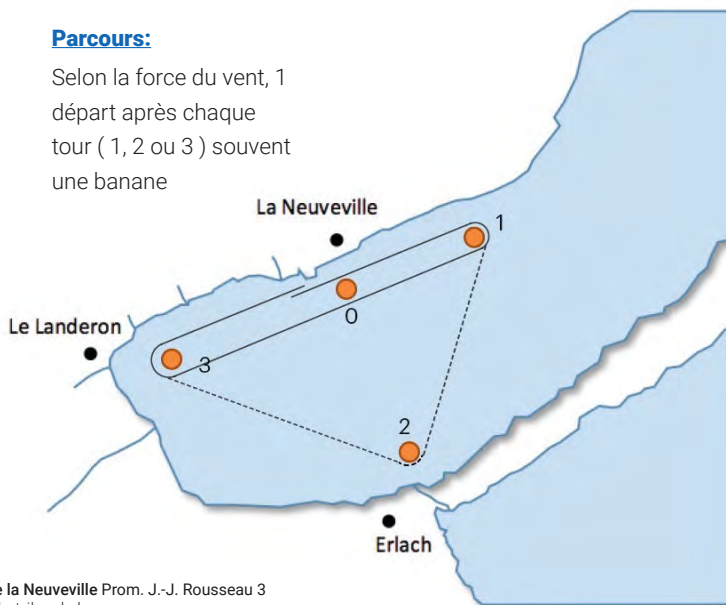 Parcours:
Selon la force du vent, 1
départ après chaque
tour ( 1, 2 ou 3 ) souvent
une banane
La Neuveville
1
0
Le Landeron
3
2
Erlach
la Neuveville Prom. J.-J. Rousseau 3